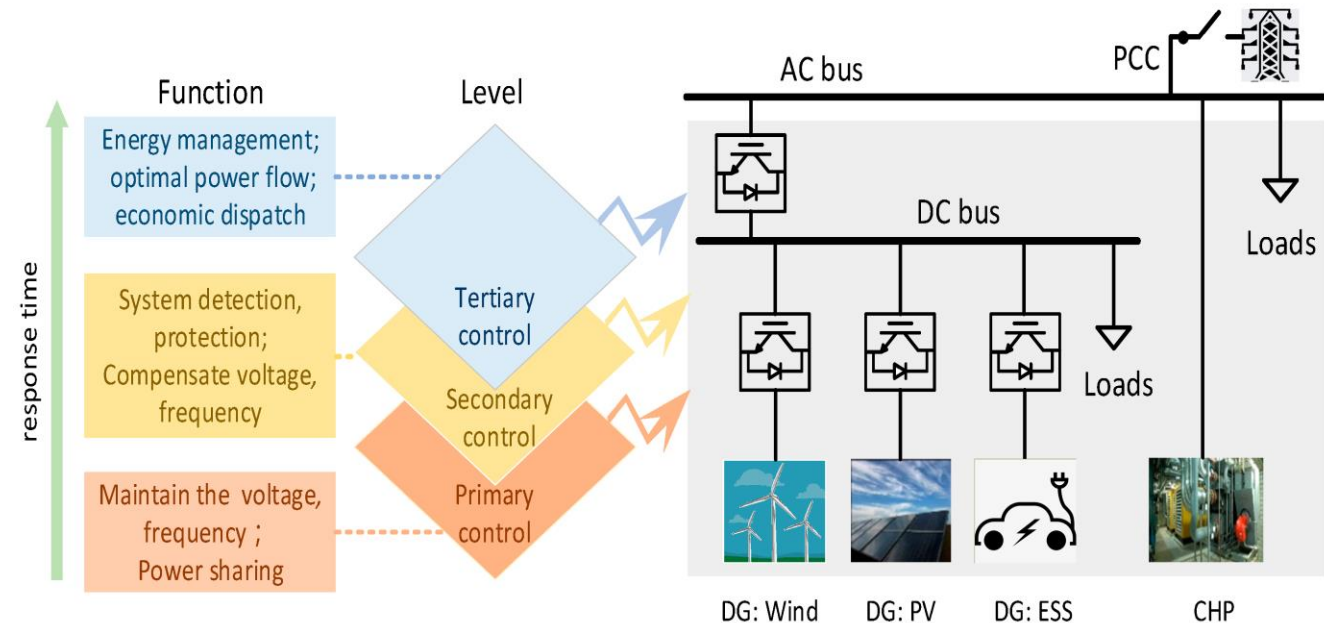 Function
Level
response time
Energy management;
optimal power flow;
economic dispatch
System detection,
protection;
Compensate voltage,
frequency
Maintain the voltage,
frequency ;
Power sharing
Tertiary
control
Secondary
control
Primary
control
PCC
AC bus
DC bus
Loads
Loads
DG: Wind
DG: PV
DG: ESS
CHP